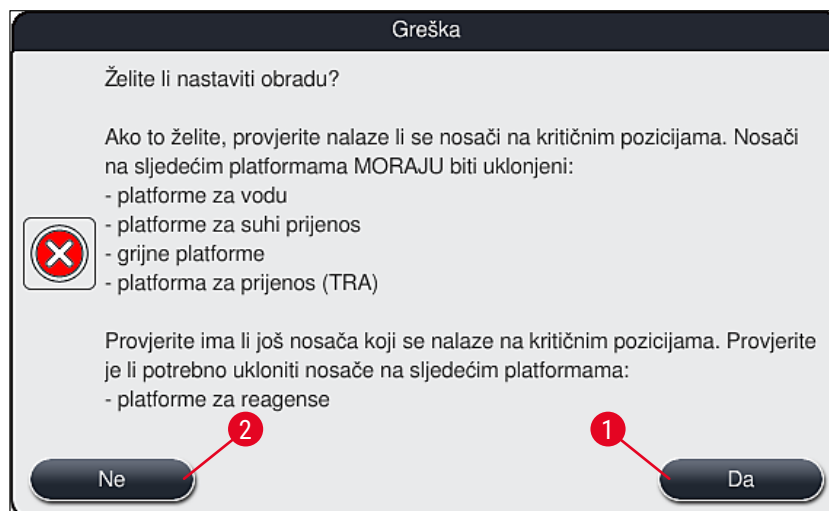 Greška
Želite li nastaviti obradu?
Ako to želite, provjerite nalaze li se nosači na kritičnim pozicijama. Nosači
na sljedećim platformama MORAJU biti uklonjeni:
- platforme za vodu
- platforme za suhi prijenos
- grijne platforme
- platforma za prijenos (TRA)
Provjerite ima li još nosača koji se nalaze na kritičnim pozicijama. Provjerite
je li potrebno ukloniti nosače na sljedećim platformama:
- platforme za reagense
2 1
Ne Da